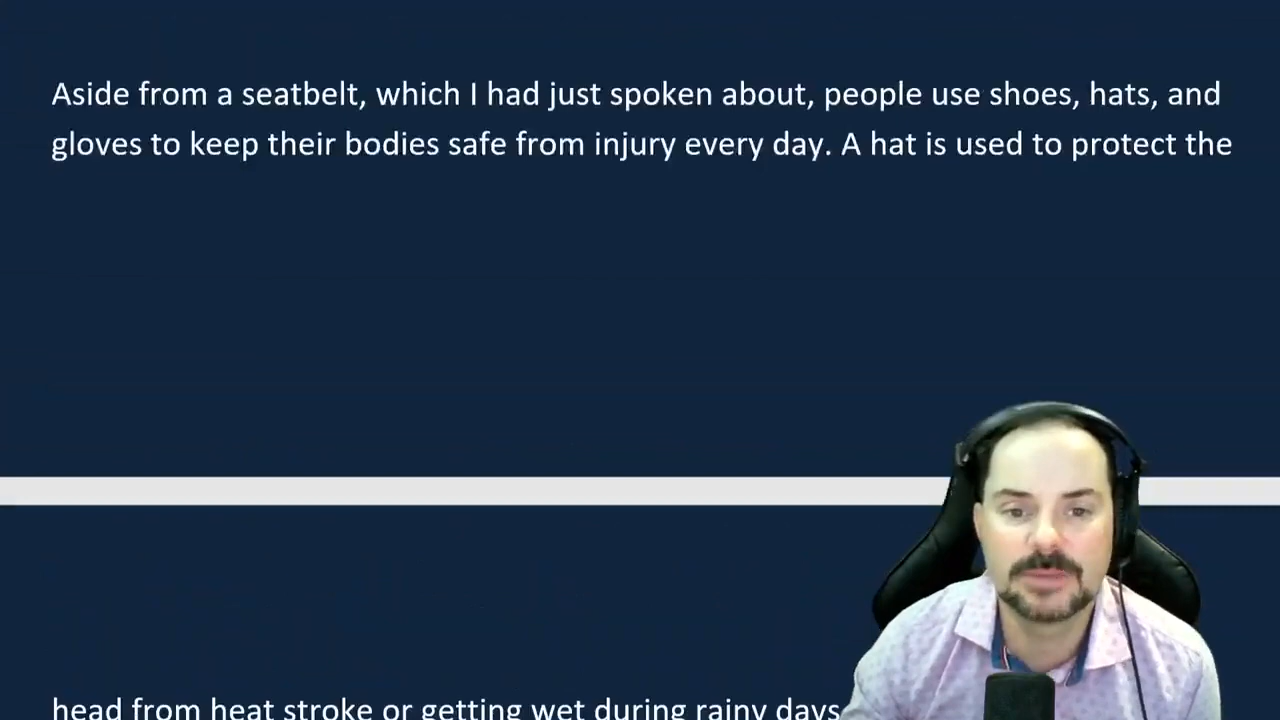 Aside from a seatbelt, which I had just spoken about, people use shoes, hats, and
gloves to keep their bodies safe from injury every day. A hat is used to protect the
head from heat stroke or getting wet during rainy days